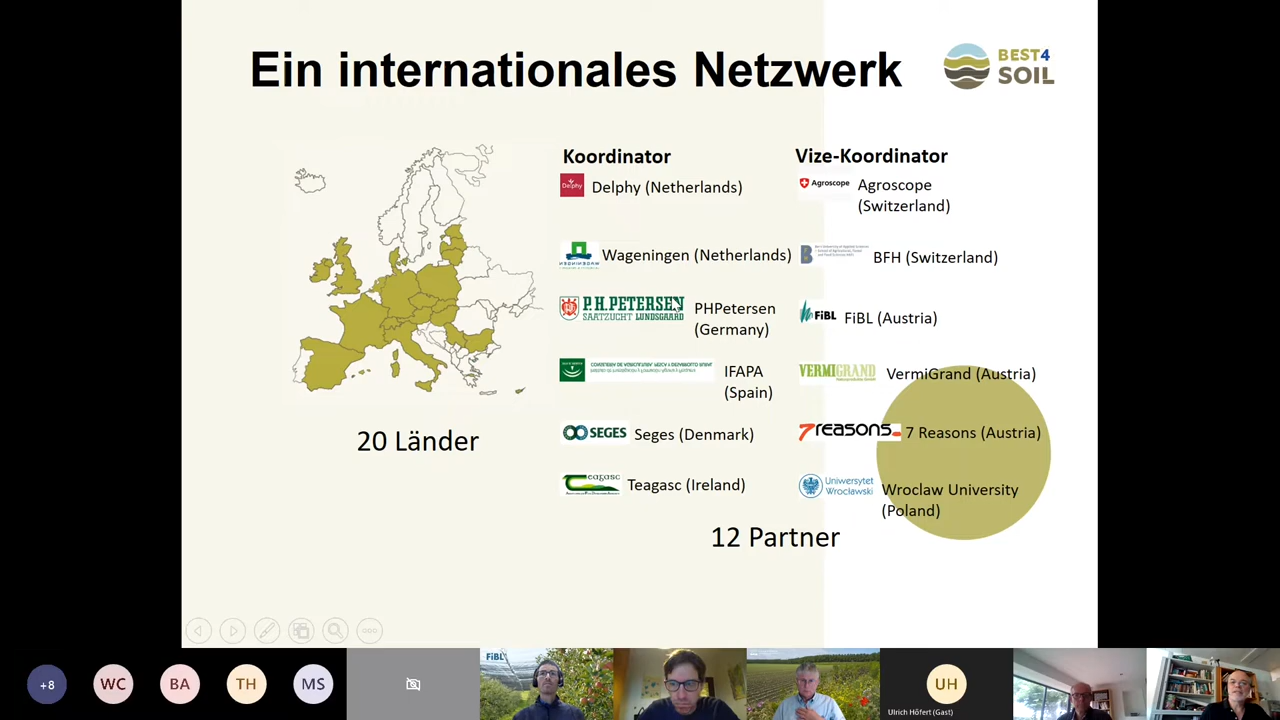 Ein internationales Netzwerk
BEST4
SOIL
Koordinator
Vize-Koordinator
Delphy
Delphy (Netherlands)
Agroscope
Agroscope
(Switzerland)
Wageningen (Netherlands)
BFH (Switzerland)
P.H.PETERSEN
SAATZUCHT LUNDSGAARD
PHPetersen
(Germany)
FiBL
FiBL (Austria)
IFAPA
(Spain)
VERMIGRAND
VermiGrand (Austria)
20 Länder
SEGES
Seges (Denmark)
7reasons
7 Reasons (Austria)
Teagasc
Teagasc (Ireland)
Uniwersytet
Wrocławski
Wroclaw University
(Poland)
12 Partner
+8
WC
BA
TH
MS
FiBL
UH
Ulrich Höfert (Gast)